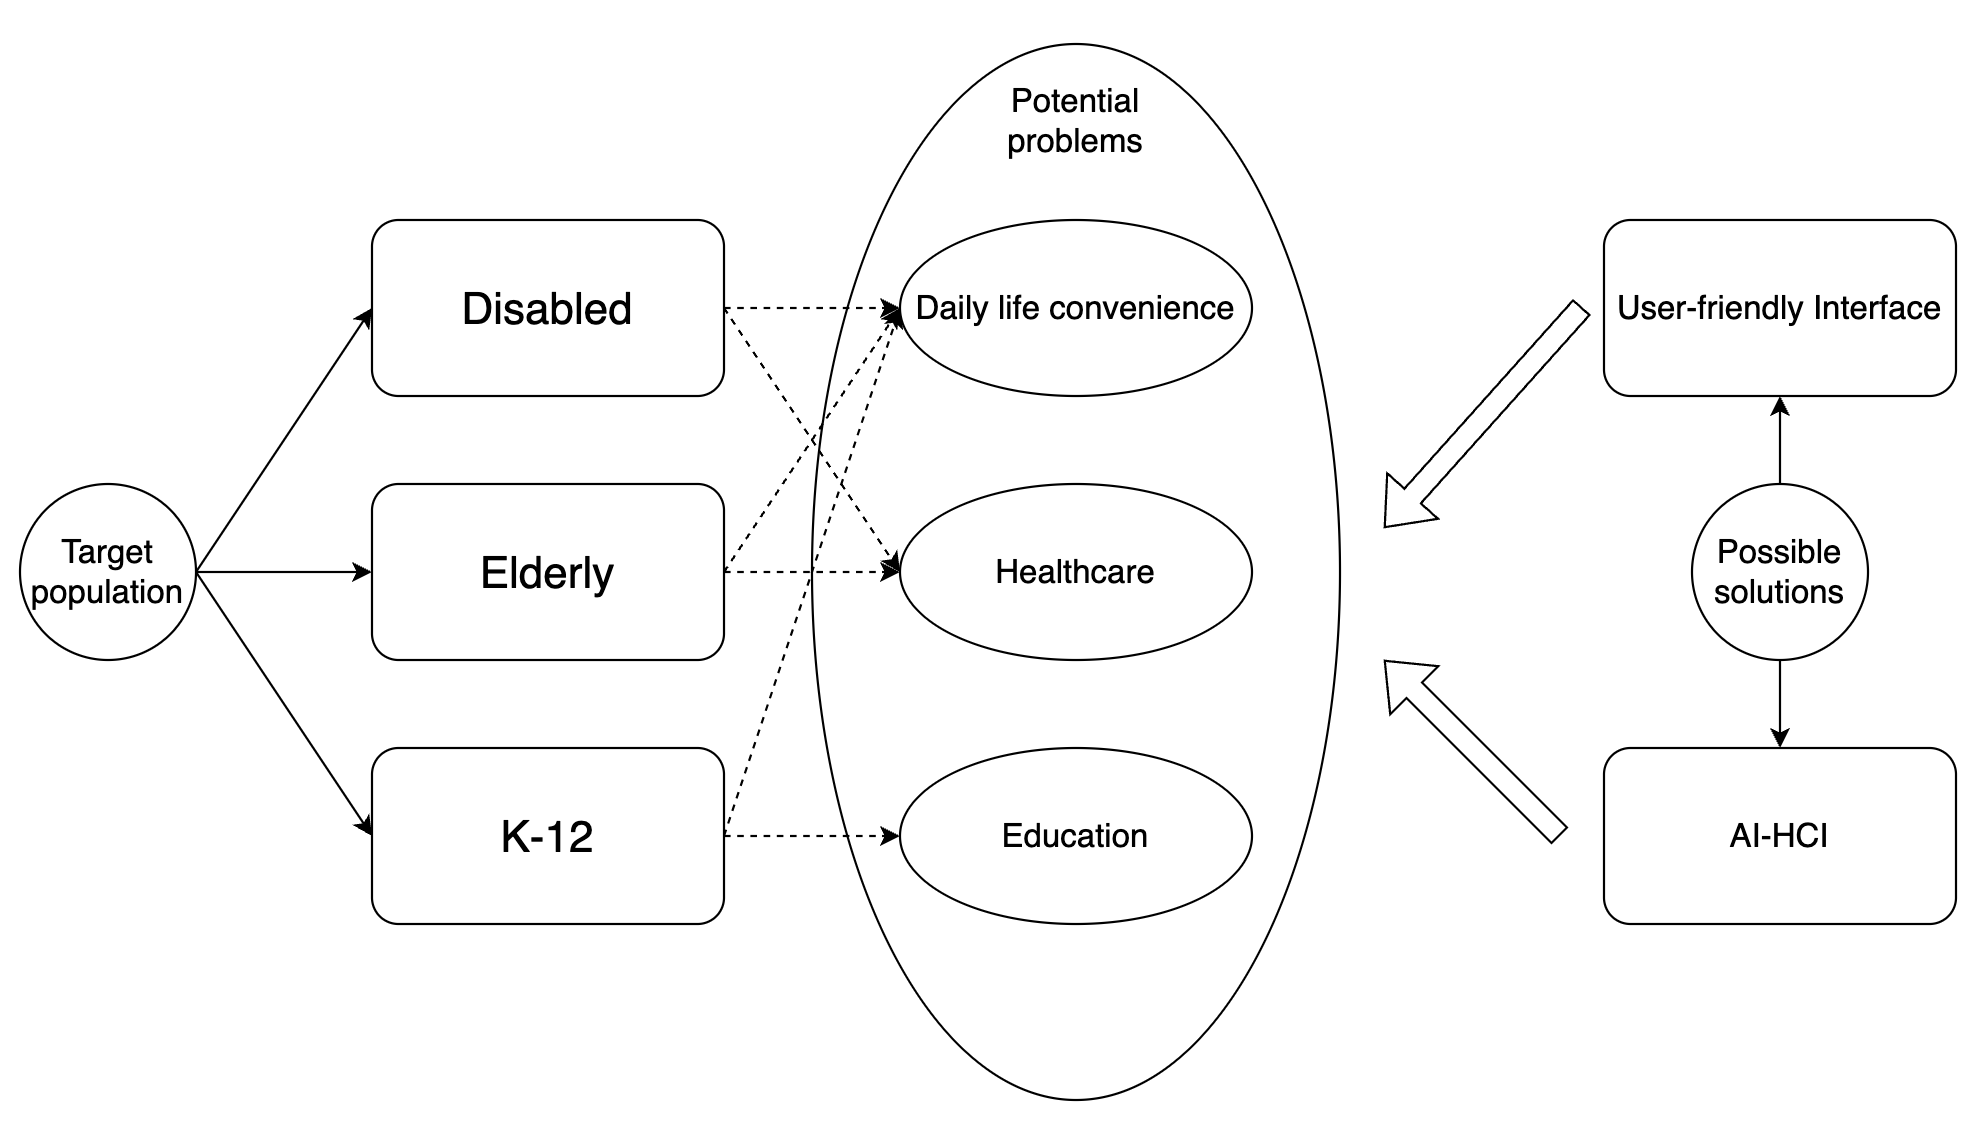 Target
population
Disabled
Elderly
K-12
Potential
problems
Daily life convenience
Healthcare
Education
User-friendly Interface
Possible
solutions
AI-HCI